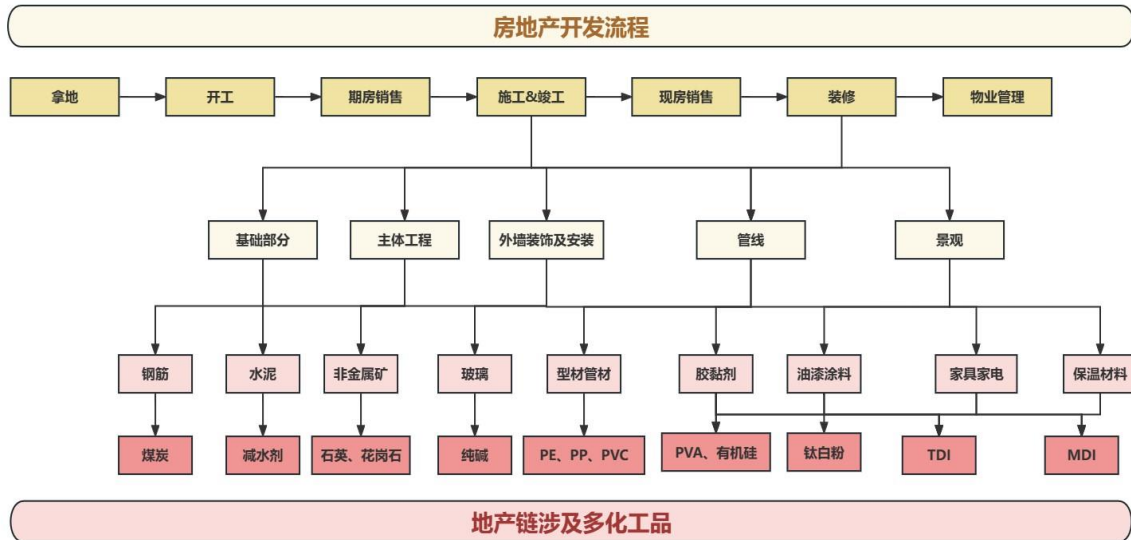 房地产开发流程
拿地
开工
期房销售
施工&竣工
现房销售
装修
物业管理
基础部分
主体工程
外墙装饰及安装
管线
景观
钢筋
水泥
非金属矿
玻璃
型材管材
胶黏剂
油漆涂料
家具家电
保温材料
煤炭
减水剂
石英、花岗石
纯碱
PE、PP、PVC
PVA、有机硅
钛白粉
TDI
MDI
地产链涉及多化工品